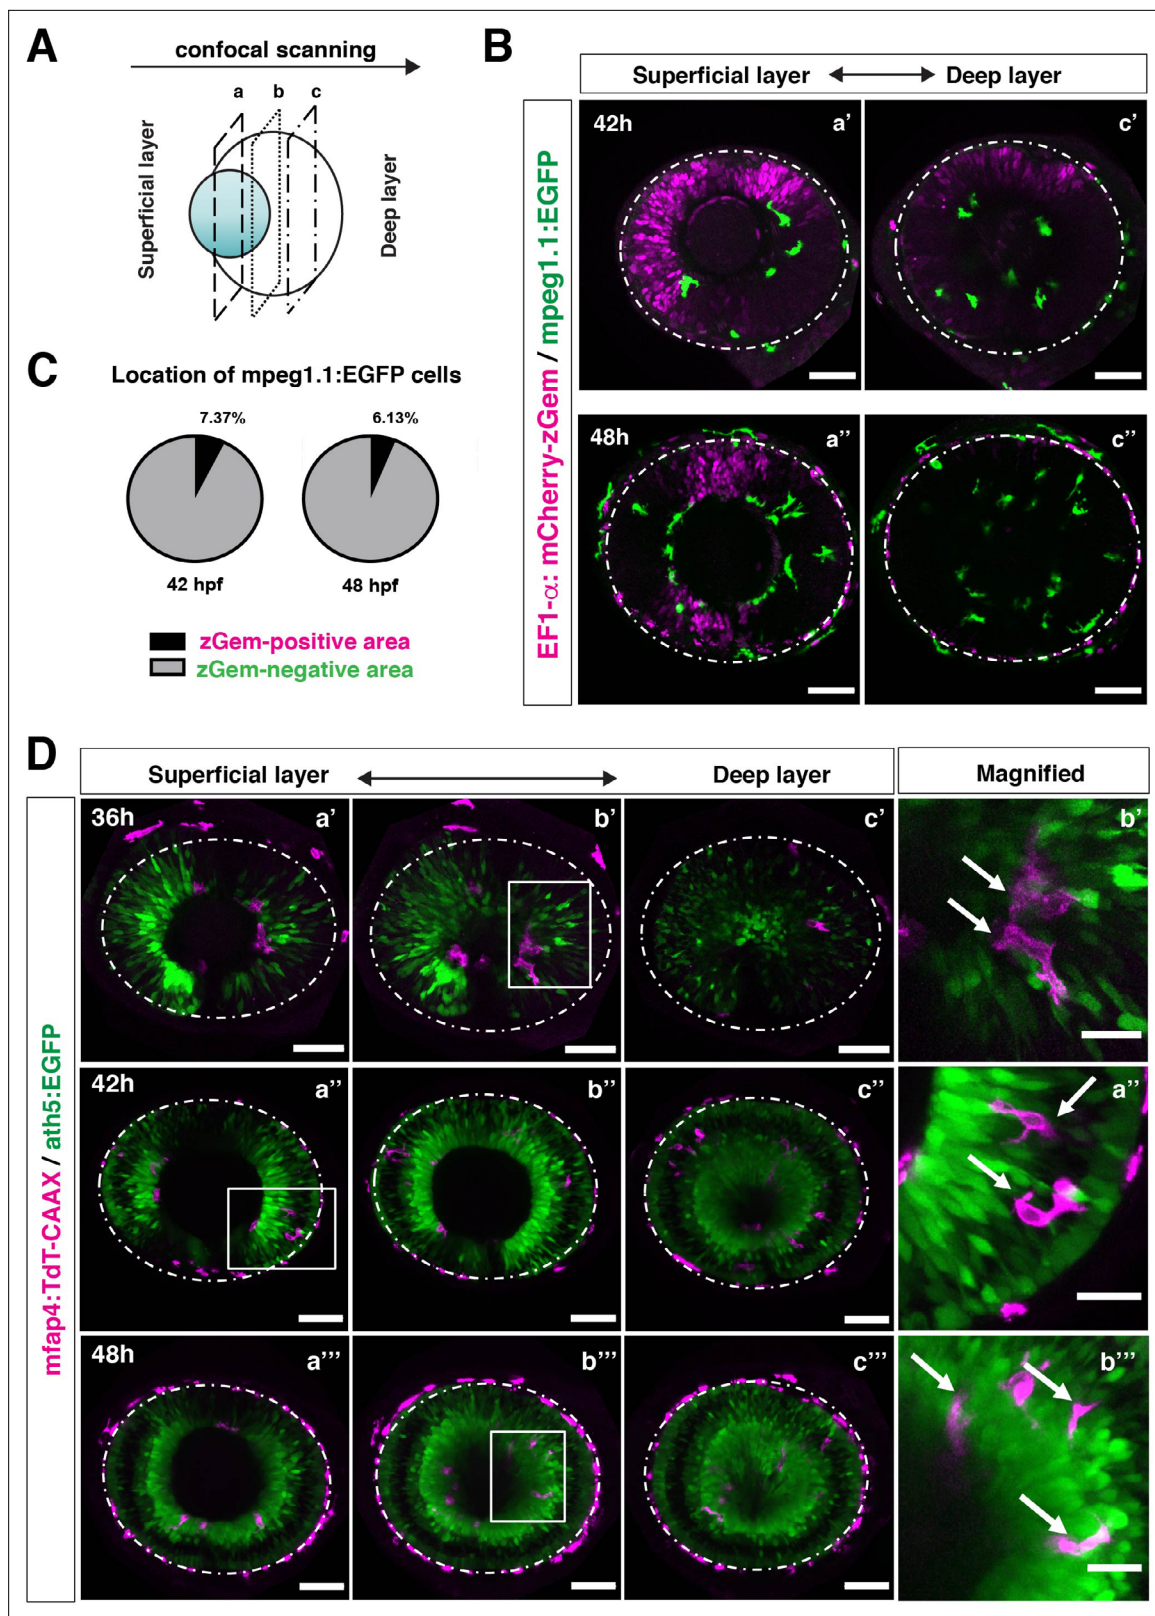 A
confocal scanning
a
b
c
Superficial layer
Deep layer
B
Superficial layer
Deep layer
EF1-α: mCherry-zGem / mpeg1.1:EGFP
42h
a’
c’
48h
a’’
c’’
C
Location of mpeg1.1:EGFP cells
7.37%
6.13%
42 hpf
48 hpf
zGem-positive area
zGem-negative area
D
Superficial layer
Deep layer
Magnified
mfap4:TdT-CAAX / ath5:EGFP
36h
a’
b’
c’
b’
42h
a’’
b’’
c’’
a’’
48h
a’’’
b’’’
c’’’
b’’’